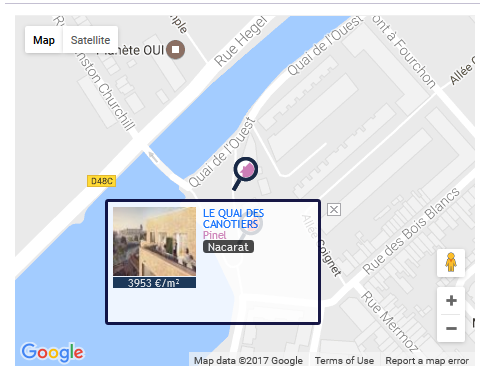 Map
Satellite
Planète OUI
Rue Hegel
Quai de l'Ouest
Pont à Fourchon
Allée
Winston Churchill
Quai de l'Ouest
D48C
LE QUAI DES
CANOTIERS
Pinel
Nacarat
3953 €/m²
Allée Coignet
Rue des Bois Blancs
Rue Mermoz
Google
Map data ©2017 Google
Terms of Use
Report a map error